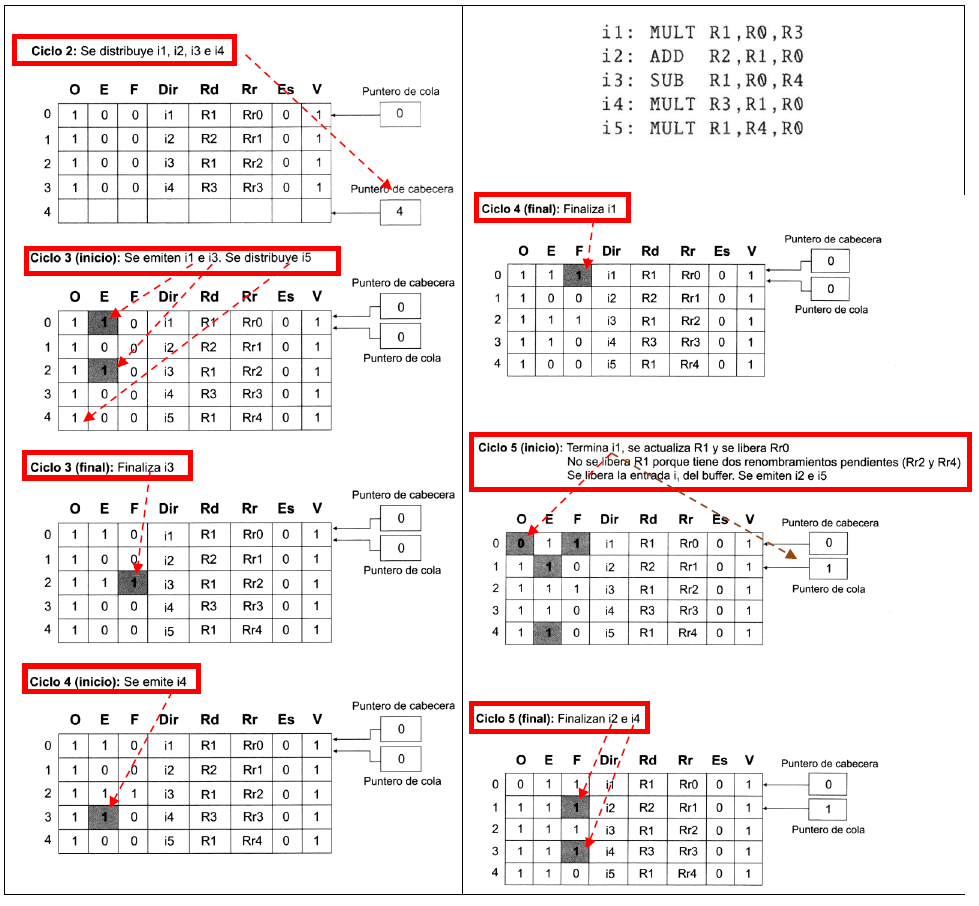 Ciclo 2: Se distribuye i1, i2, i3 e i4
O E F Dir Rd Rr Es V
Puntero de cola
0 1 0 0 i1 R1 Rr0 0 1 0
1 1 0 0 i2 R2 Rr1 0 1
2 1 0 0 i3 R1 Rr2 0 1
3 1 0 0 i4 R3 Rr3 0 1
Puntero de cabecera
4 4
Ciclo 3 (inicio): Se emiten i1 e i3. Se distribuye i5
O E F Dir Rd Rr Es V
Puntero de cabecera
0
0 1 1 0 i1 R1 Rr0 0 1
0
1 1 0 0 i2 R2 Rr1 0 1
Puntero de cola
2 1 1 0 i3 R1 Rr2 0 1
3 1 0 0 i4 R3 Rr3 0 1
4 1 0 0 i5 R1 Rr4 0 1
Ciclo 3 (final): Finaliza i3
O E F Dir Rd Rr Es V
Puntero de cabecera
0
0 1 1 0 i1 R1 Rr0 0 1
0
1 1 0 0 i2 R2 Rr1 0 1
Puntero de cola
2 1 1 1 i3 R1 Rr2 0 1
3 1 0 0 i4 R3 Rr3 0 1
4 1 0 0 i5 R1 Rr4 0 1
Ciclo 4 (inicio): Se emite i4
O E F Dir Rd Rr Es V
Puntero de cabecera
0
0 1 1 0 i1 R1 Rr0 0 1
0
1 1 0 0 i2 R2 Rr1 0 1
Puntero de cola
2 1 1 1 i3 R1 Rr2 0 1
3 1 1 0 i4 R3 Rr3 0 1
4 1 0 0 i5 R1 Rr4 0 1
i1: MULT R1,R0,R3
i2: ADD R2,R1,R0
i3: SUB R1,R0,R4
i4: MULT R3,R1,R0
i5: MULT R1,R4,R0
Ciclo 4 (final): Finaliza i1
O E F Dir Rd Rr Es V
Puntero de cabecera
0
0 1 1 1 i1 R1 Rr0 0 1
0
1 1 0 0 i2 R2 Rr1 0 1
Puntero de cola
2 1 1 1 i3 R1 Rr2 0 1
3 1 1 0 i4 R3 Rr3 0 1
4 1 0 0 i5 R1 Rr4 0 1
Ciclo 5 (inicio): Termina i1, se actualiza R1 y se libera Rr0
No se libera R1 porque tiene dos renombramientos pendientes (Rr2 y Rr4)
Se libera la entrada i, del buffer. Se emiten i2 e i5
O E F Dir Rd Rr Es V
Puntero de cabecera
0 0 1 1 i1 R1 Rr0 0 1 0
1 1 1 0 i2 R2 Rr1 0 1 1
Puntero de cola
2 1 1 1 i3 R1 Rr2 0 1
3 1 1 0 i4 R3 Rr3 0 1
4 1 1 0 i5 R1 Rr4 0 1
Ciclo 5 (final): Finalizan i2 e i4
O E F Dir Rd Rr Es V
Puntero de cabecera
0 0 1 1 i1 R1 Rr0 0 1 0
1 1 1 1 i2 R2 Rr1 0 1 1
Puntero de cola
2 1 1 1 i3 R1 Rr2 0 1
3 1 1 1 i4 R3 Rr3 0 1
4 1 1 0 i5 R1 Rr4 0 1